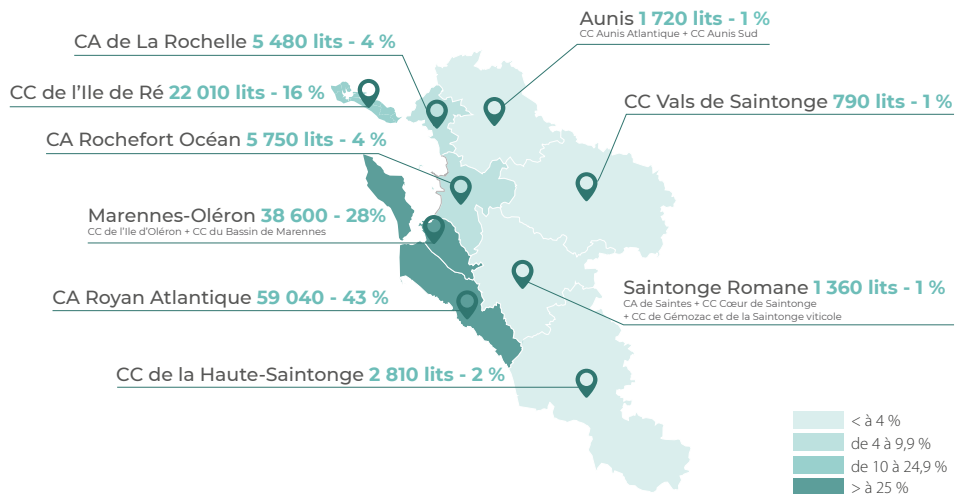 Aunis 1 720 lits - 1 %
CC Aunis Atlantique + CC Aunis Sud
CA de La Rochelle 5 480 lits - 4 %
CC de l'Ile de Ré 22 010 lits - 16 %
CC Vals de Saintonge 790 lits - 1 %
CA Rochefort Océan 5 750 lits - 4 %
Marennes-Oléron 38 600 - 28%
CC de l'Ile d'Oléron + CC du Bassin de Marennes
CA Royan Atlantique 59 040 - 43 %
Saintonge Romane 1 360 lits - 1 %
CA de Saintes + CC Cœur de Saintonge
+ CC de Gémozac et de la Saintonge viticole
CC de la Haute-Saintonge 2 810 lits - 2 %
< à 4 %
de 4 à 9,9 %
de 10 à 24,9 %
> à 25 %